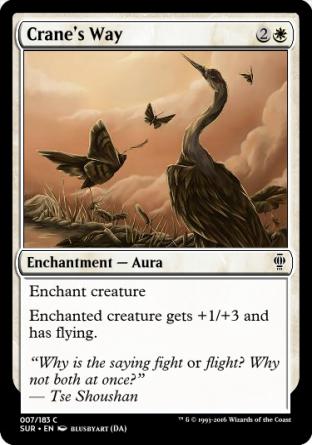 Crane's Way 2
Enchantment — Aura
Enchant creature
Enchanted creature gets +1/+3 and
has flying.
“Why is the saying fight or flight? Why
not both at once?”
— Tse Shoushan
007/183 C
SUR • EN BLUSBYART (DA)
™ & © 1993-2016 Wizards of the Coast